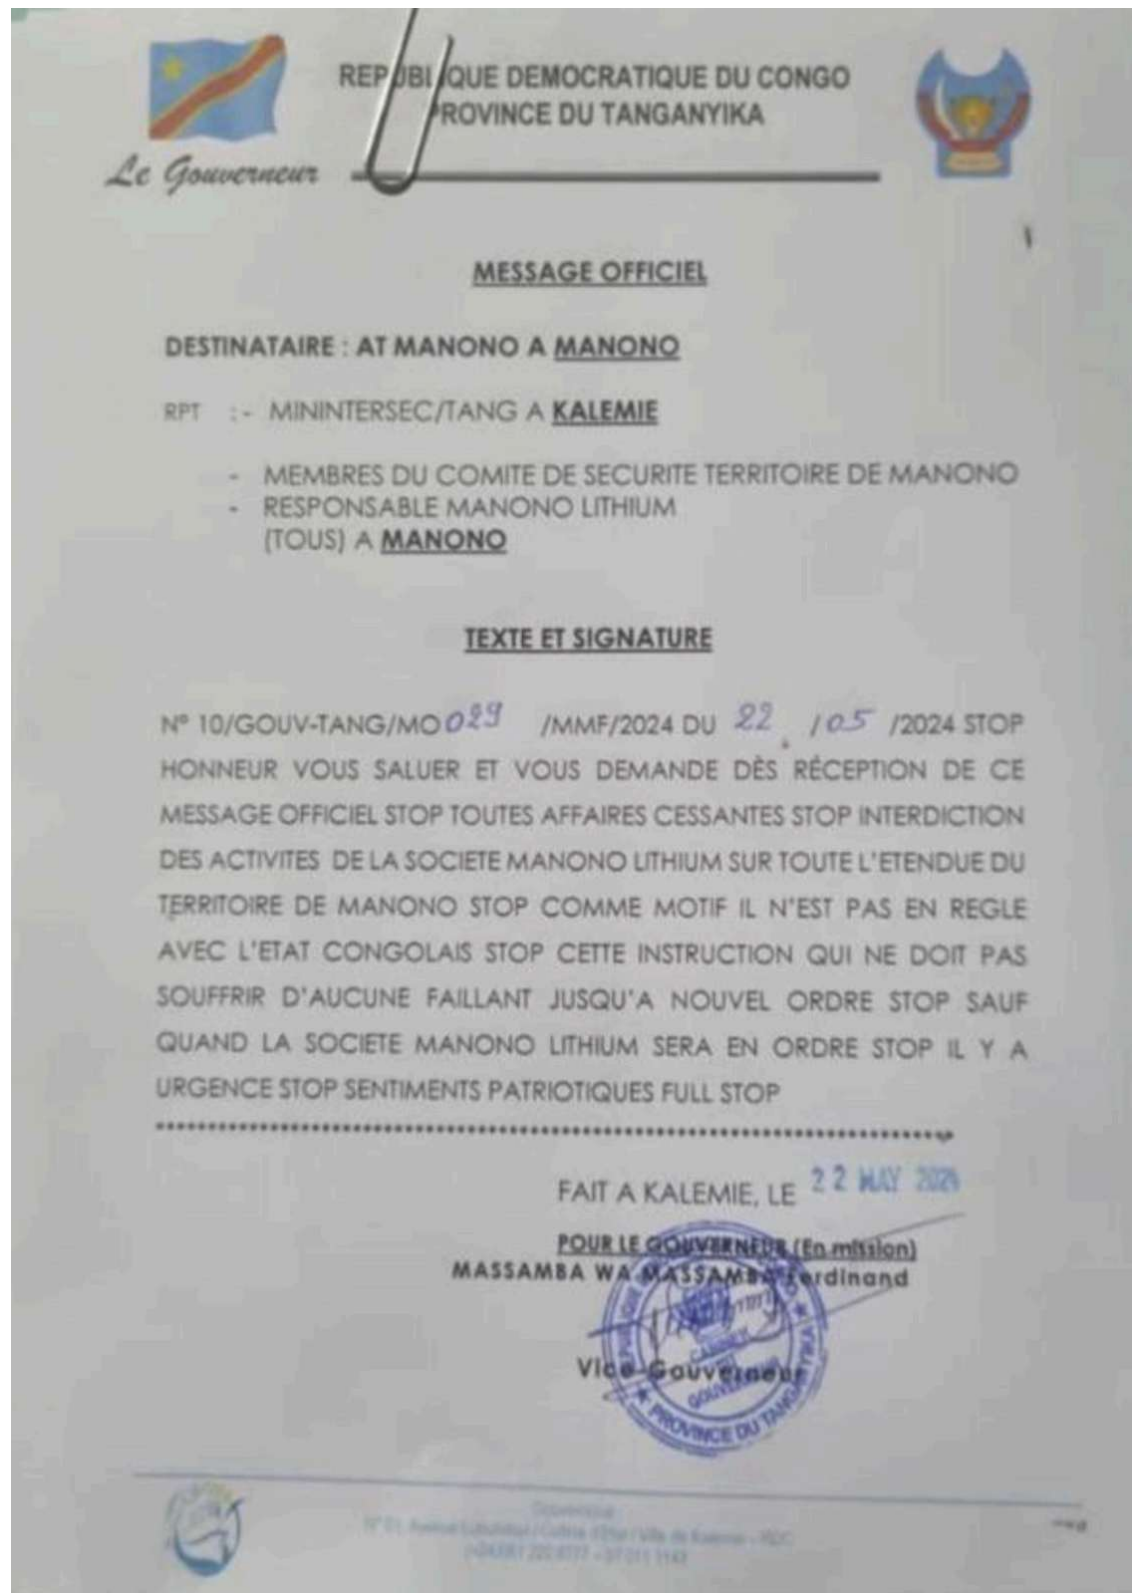 REPUBLIQUE DEMOCRATIQUE DU CONGO
PROVINCE DU TANGANYIKA
Le Gouverneur
MESSAGE OFFICIEL
DESTINATAIRE : AT MANONO A MANONO
RPT : - MININTERSEC/TANG A KALEMIE
- MEMBRES DU COMITE DE SECURITE TERRITOIRE DE MANONO
- RESPONSABLE MANONO LITHIUM
(TOUS) A MANONO
TEXTE ET SIGNATURE
N° 10/GOUV-TANG/MO 029 /MMF/2024 DU 22 /05 /2024 STOP
HONNEUR VOUS SALUER ET VOUS DEMANDE DÈS RÉCEPTION DE CE
MESSAGE OFFICIEL STOP TOUTES AFFAIRES CESSANTES STOP INTERDICTION
DES ACTIVITES DE LA SOCIETE MANONO LITHIUM SUR TOUTE L'ETENDUE DU
TERRITOIRE DE MANONO STOP COMME MOTIF IL N'EST PAS EN REGLE
AVEC L'ETAT CONGOLAIS STOP CETTE INSTRUCTION QUI NE DOIT PAS
SOUFFRIR D'AUCUNE FAILLANT JUSQU'A NOUVEL ORDRE STOP SAUF
QUAND LA SOCIETE MANONO LITHIUM SERA EN ORDRE STOP IL Y A
URGENCE STOP SENTIMENTS PATRIOTIQUES FULL STOP
FAIT A KALEMIE, LE 22 MAY 2024
POUR LE GOUVERNEUR (En mission)
MASSAMBA WA MASSAMBA Ferdinand
Vice-Gouverneur
CABINET
GOUVERNEUR
PROVINCE DU TANGANYIKA